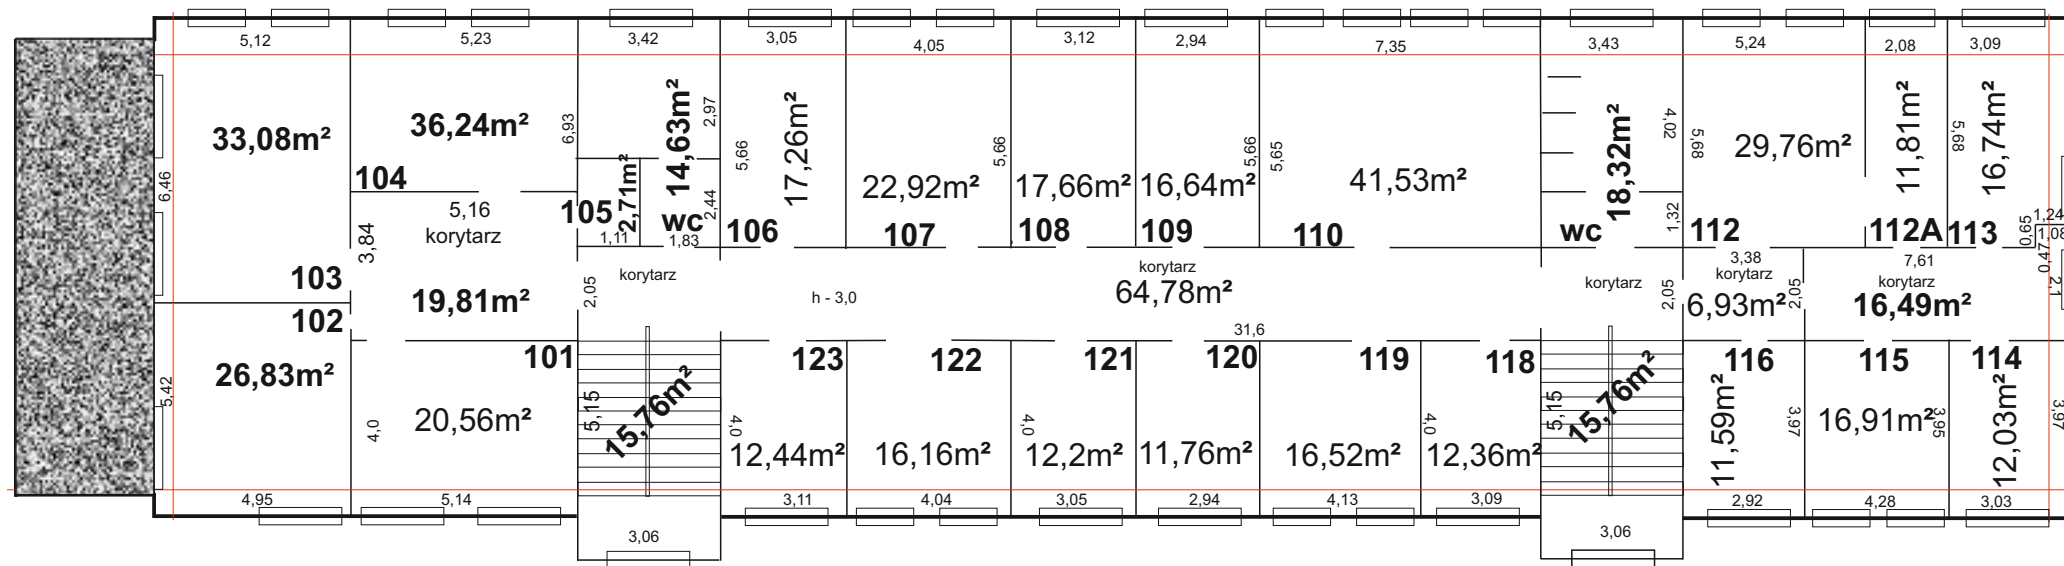 5,12 5,23 3,42 3,05 4,05 3,12 2,94 7,35 3,43 5,24 2,08 3,09
33,08m² 36,24m² 6,93 14,63m² 2,97 5,66 17,26m² 5,66 5,66 5,65 18,32m² 4,02 5,68 29,76m² 11,81m² 5,68 16,74m²
22,92m² 17,66m² 16,64m² 41,53m²
6,46 104 2,71m² 2,44
5,16
korytarz
105 wc 106 107 108 109 110 wc 1,32 112 112A 113 0,65 1,24
1,11 1,83 1,08
3,84
103
19,81m²
2,05
korytarz
h - 3,0
korytarz
64,78m²
31,6
korytarz
2,05
3,38
korytarz
6,93m²
2,05
7,61
korytarz
16,49m²
0,47
2,1
102 101 123 122 121 120 119 118 116 115 114
26,83m²
5,42
4,0
20,56m²
5,15
15,76m²
4,0 4,0 4,0
12,44m² 16,16m² 12,2m² 11,76m² 16,52m² 12,36m²
5,15
15,76m²
11,59m²
3,97
16,91m²
3,95
12,03m²
3,97
4,95 5,14 3,11 4,04 3,05 2,94 4,13 3,09 2,92 4,28 3,03
3,06 3,06